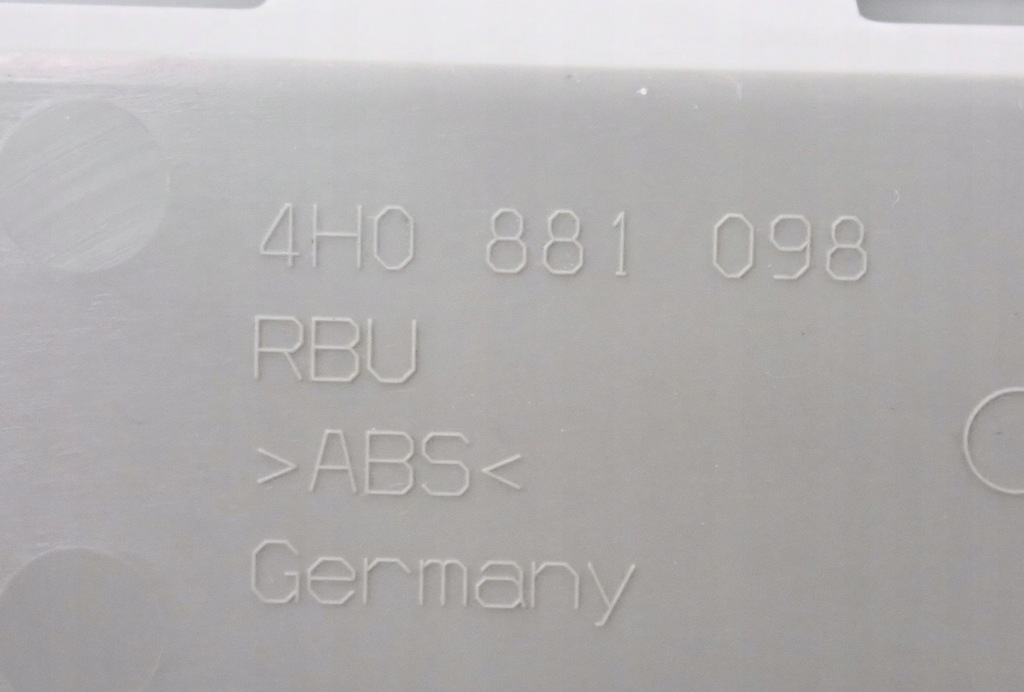 4H0 881 098
RBU
>ABS<
Germany